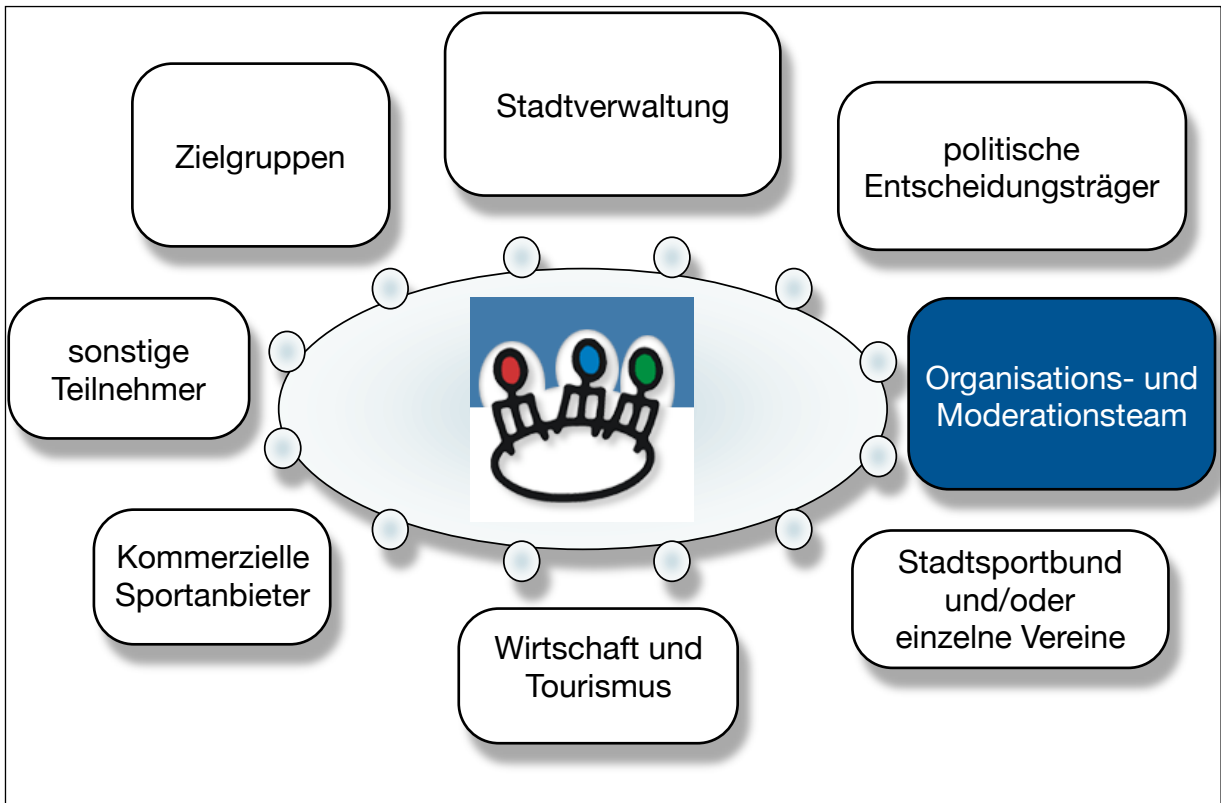 Stadtverwaltung
Zielgruppen
politische
Entscheidungsträger
sonstige
Teilnehmer
Organisations- und
Moderationsteam
Kommerzielle
Sportanbieter
Stadtsportbund
und/oder
einzelne Vereine
Wirtschaft und
Tourismus